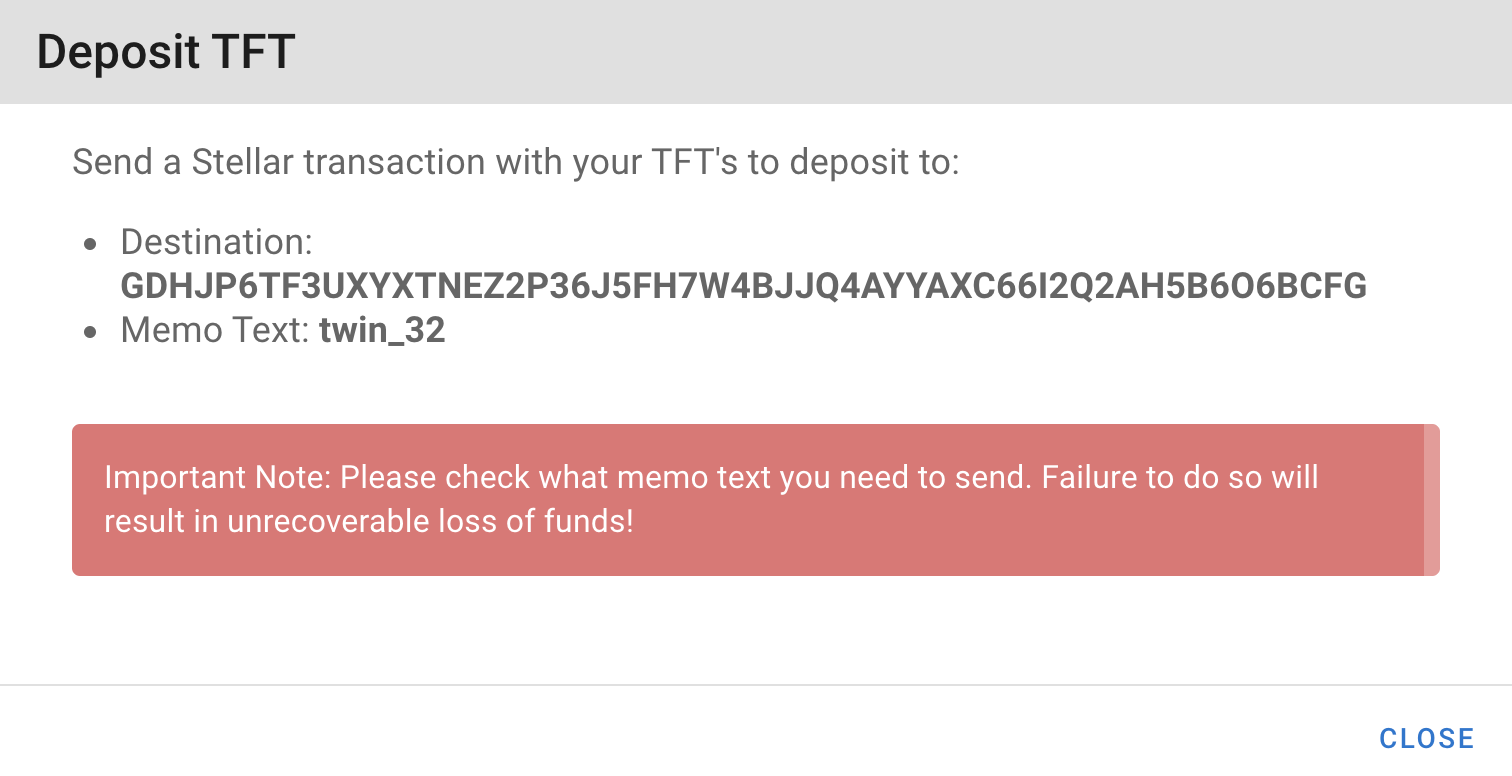 Deposit TFT
Send a Stellar transaction with your TFT's to deposit to:
Destination:
GDHJP6TF3UXYXTNEZ2P36J5FH7W4BJJQ4AYYAXC66I2Q2AH5B6O6BCFG
Memo Text: twin_32
Important Note: Please check what memo text you need to send. Failure to do so will
result in unrecoverable loss of funds!
CLOSE